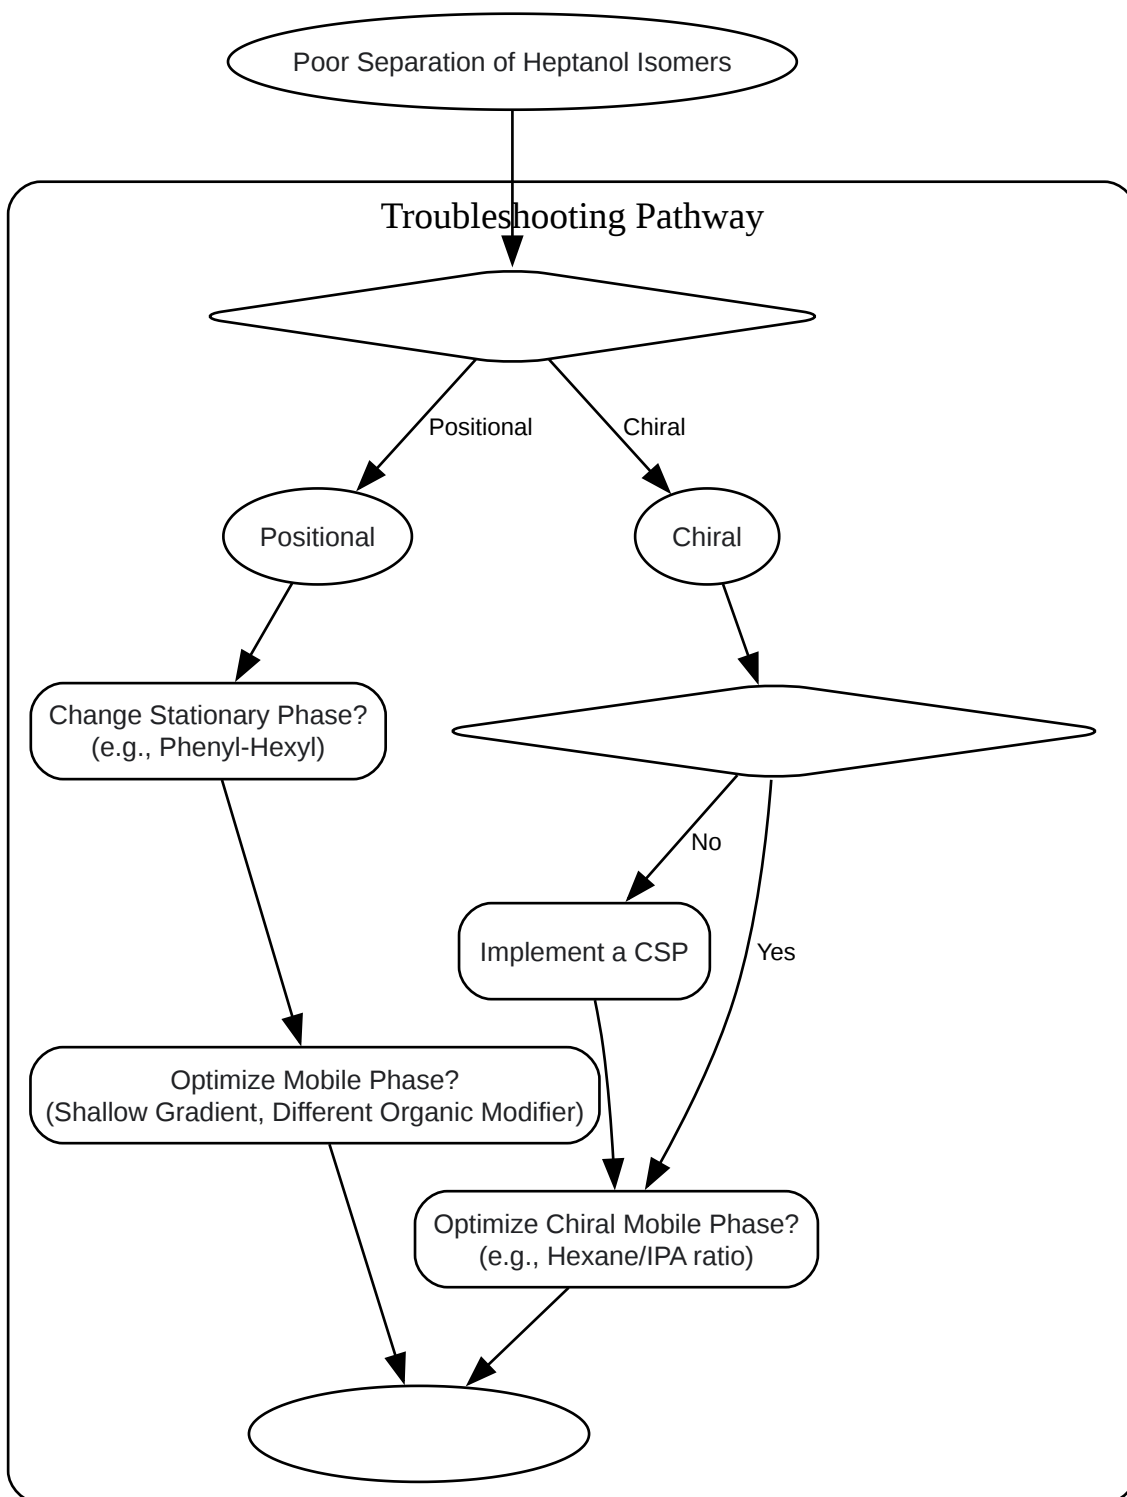 Poor Separation of Heptanol Isomers
Troubleshooting Pathway
Positional
Chiral
Positional
Chiral
Change Stationary Phase?
(e.g., Phenyl-Hexyl)
No
Implement a CSP
Yes
Optimize Mobile Phase?
(Shallow Gradient, Different Organic Modifier)
Optimize Chiral Mobile Phase?
(e.g., Hexane/IPA ratio)